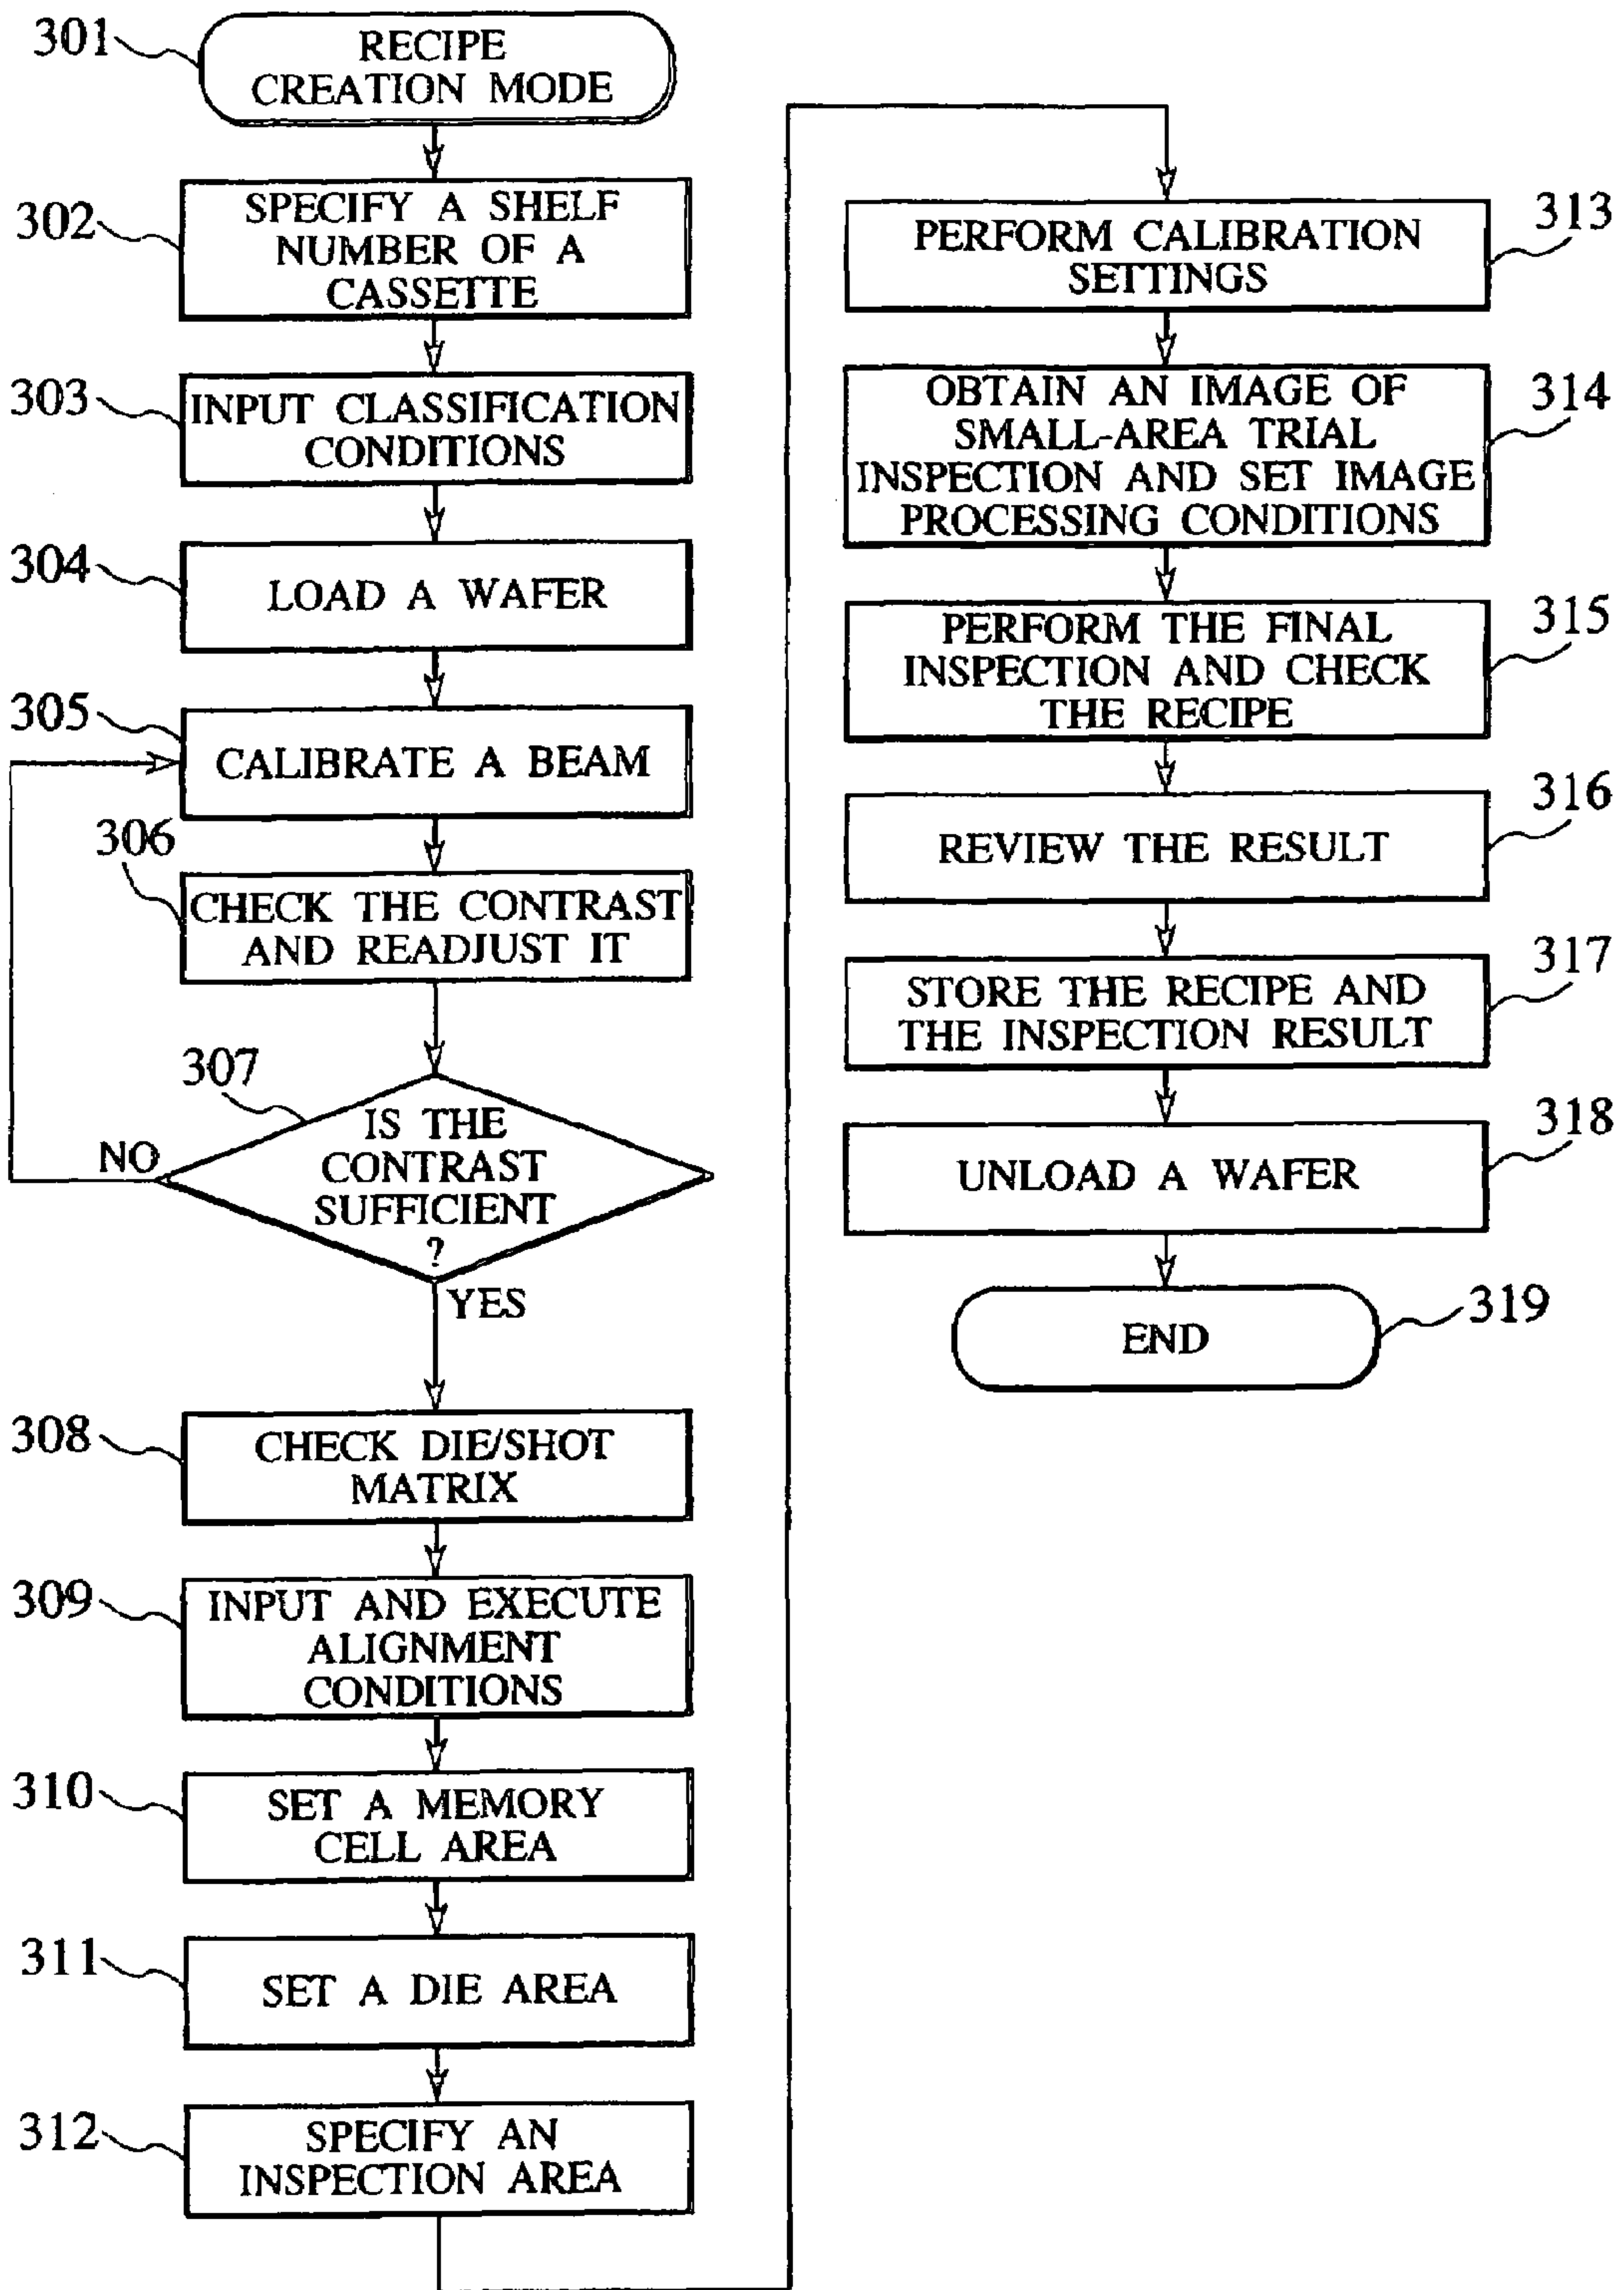 301
RECIPE
CREATION MODE
302
SPECIFY A SHELF
NUMBER OF A
CASSETTE
303
INPUT CLASSIFICATION
CONDITIONS
304
LOAD A WAFER
305
CALIBRATE A BEAM
306
CHECK THE CONTRAST
AND READJUST IT
307
IS THE
CONTRAST
SUFFICIENT
?
NO
YES
308
CHECK DIE/SHOT
MATRIX
309
INPUT AND EXECUTE
ALIGNMENT
CONDITIONS
310
SET A MEMORY
CELL AREA
311
SET A DIE AREA
312
SPECIFY AN
INSPECTION AREA
313
PERFORM CALIBRATION
SETTINGS
314
OBTAIN AN IMAGE OF
SMALL-AREA TRIAL
INSPECTION AND SET IMAGE
PROCESSING CONDITIONS
315
PERFORM THE FINAL
INSPECTION AND CHECK
THE RECIPE
316
REVIEW THE RESULT
317
STORE THE RECIPE AND
THE INSPECTION RESULT
318
UNLOAD A WAFER
319
END